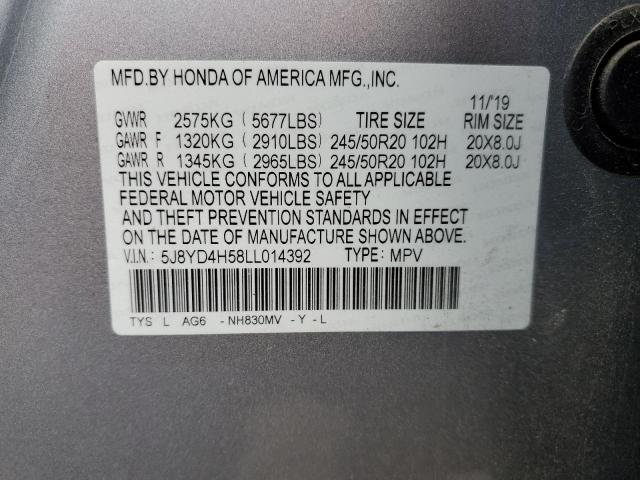 MFD.BY HONDA OF AMERICA MFG.,INC.
11/'19
GVWR 2575KG ( 5677LBS) TIRE SIZE RIM SIZE
GAWR F 1320KG ( 2910LBS) 245/50R20 102H 20X8.0J
GAWR R 1345KG ( 2965LBS) 245/50R20 102H 20X8.0J
THIS VEHICLE CONFORMS TO ALL APPLICABLE
FEDERAL MOTOR VEHICLE SAFETY
AND THEFT PREVENTION STANDARDS IN EFFECT
ON THE DATE OF MANUFACTURE SHOWN ABOVE.
V.I.N.: 5J8YD4H58LL014392 TYPE: MPV
TYS L AG6 - NH830MV - Y - L